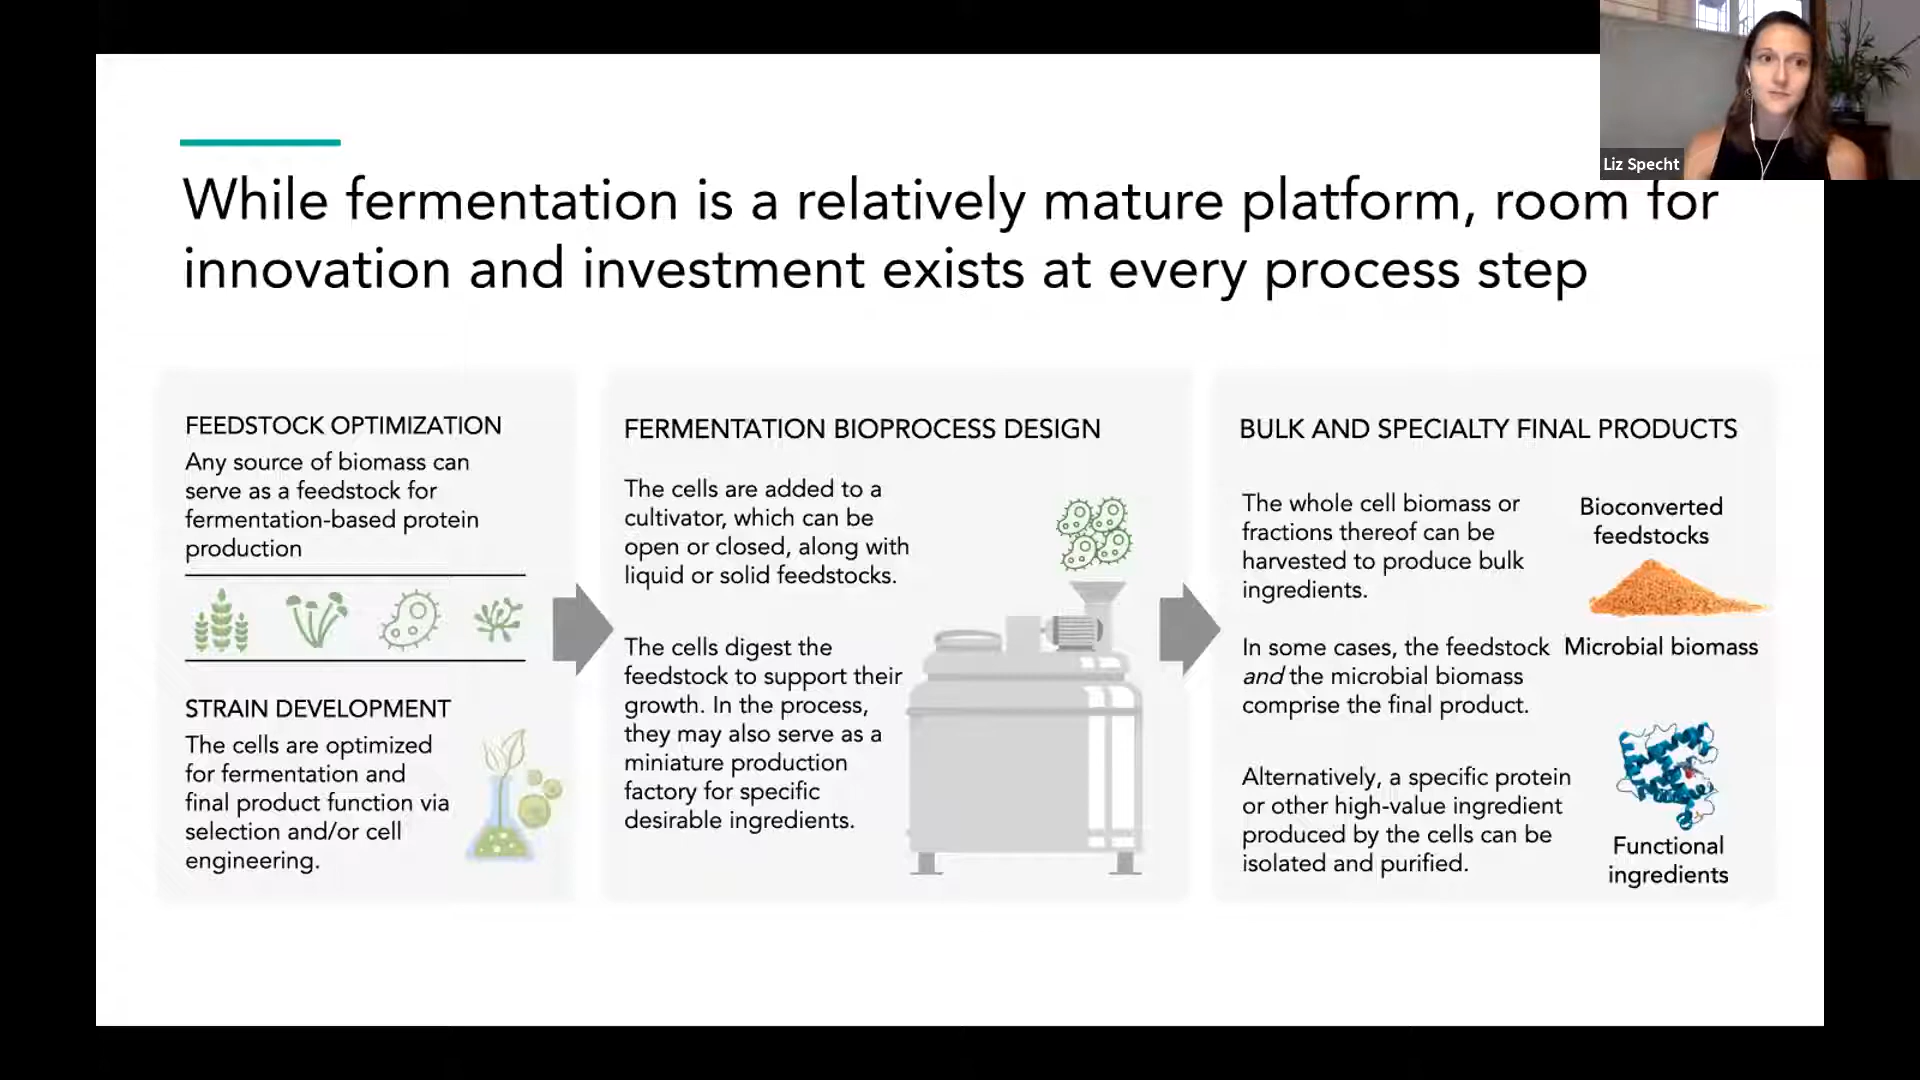 Liz Specht
While fermentation is a relatively mature platform, room for
innovation and investment exists at every process step
FEEDSTOCK OPTIMIZATION
Any source of biomass can
serve as a feedstock for
fermentation-based protein
production
STRAIN DEVELOPMENT
The cells are optimized
for fermentation and
final product function via
selection and/or cell
engineering.
FERMENTATION BIOPROCESS DESIGN
The cells are added to a
cultivator, which can be
open or closed, along with
liquid or solid feedstocks.
The cells digest the
feedstock to support their
growth. In the process,
they may also serve as a
miniature production
factory for specific
desirable ingredients.
BULK AND SPECIALTY FINAL PRODUCTS
The whole cell biomass or
fractions thereof can be
harvested to produce bulk
ingredients.
In some cases, the feedstock
and the microbial biomass
comprise the final product.
Alternatively, a specific protein
or other high-value ingredient
produced by the cells can be
isolated and purified.
Bioconverted
feedstocks
Microbial biomass
Functional
ingredients